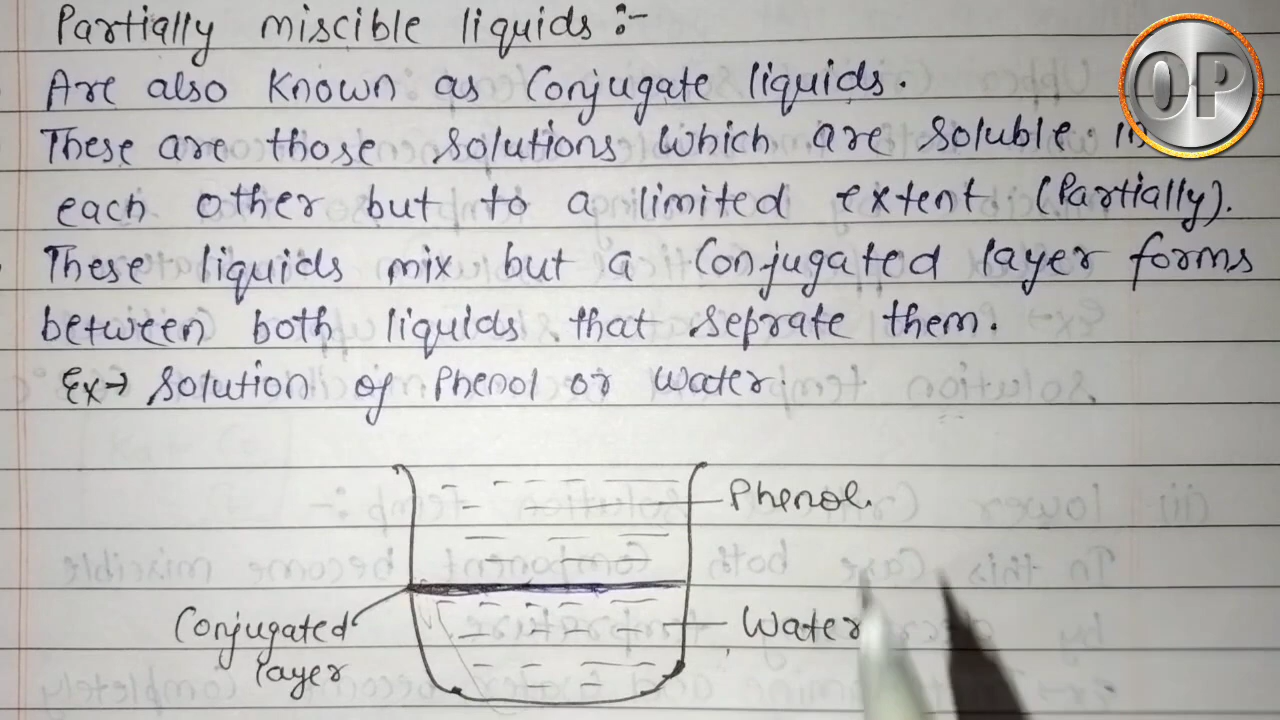 Partially miscible liquids :-
OP
Are also Known as Conjugate liquids.
These are those solutions which are soluble in
each other but to a limited extent (Partially).
These liquids mix but a Conjugated layer forms
between both liquids that seprate them.
Ex→ Solution of Phenol or Water
Phenol.
Conjugated
layer
Water